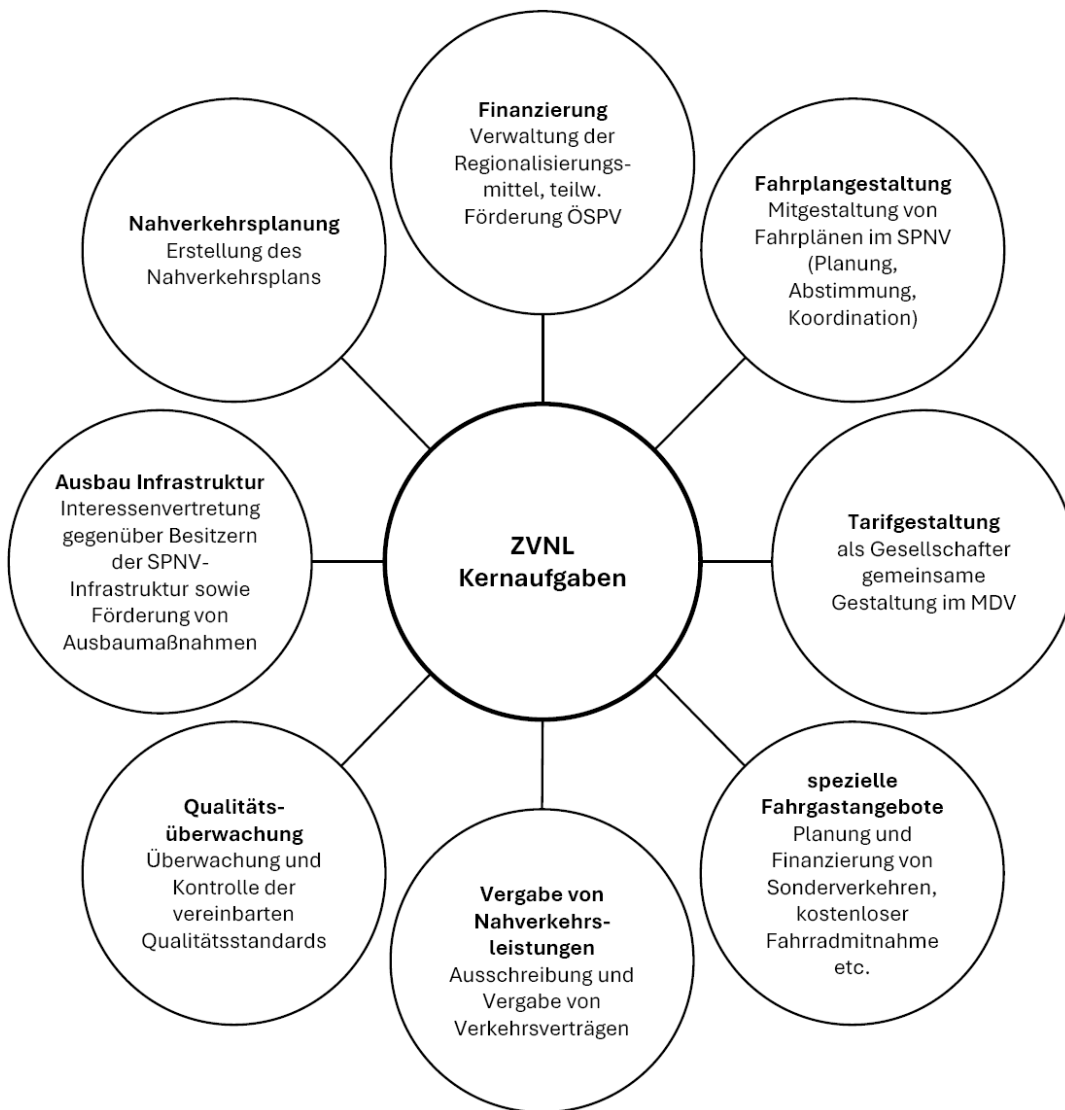 Finanzierung
Verwaltung der
Regionalisierungs-
mittel, teilw.
Förderung ÖSPV
Fahrplangestaltung
Mitgestaltung von
Fahrplänen im SPNV
(Planung,
Abstimmung,
Koordination)
Tarifgestaltung
als Gesellschafter
gemeinsame
Gestaltung im MDV
spezielle
Fahrgastangebote
Planung und
Finanzierung von
Sonderverkehren,
kostenloser
Fahrradmitnahme
etc.
Vergabe von
Nahverkehrs-
leistungen
Ausschreibung und
Vergabe von
Verkehrsverträgen
Qualitäts-
überwachung
Überwachung und
Kontrolle der
vereinbarten
Qualitätsstandards
Ausbau Infrastruktur
Interessenvertretung
gegenüber Besitzern
der SPNV-
Infrastruktur sowie
Förderung von
Ausbaumaßnahmen
Nahverkehrsplanung
Erstellung des
Nahverkehrsplans
ZVNL
Kernaufgaben